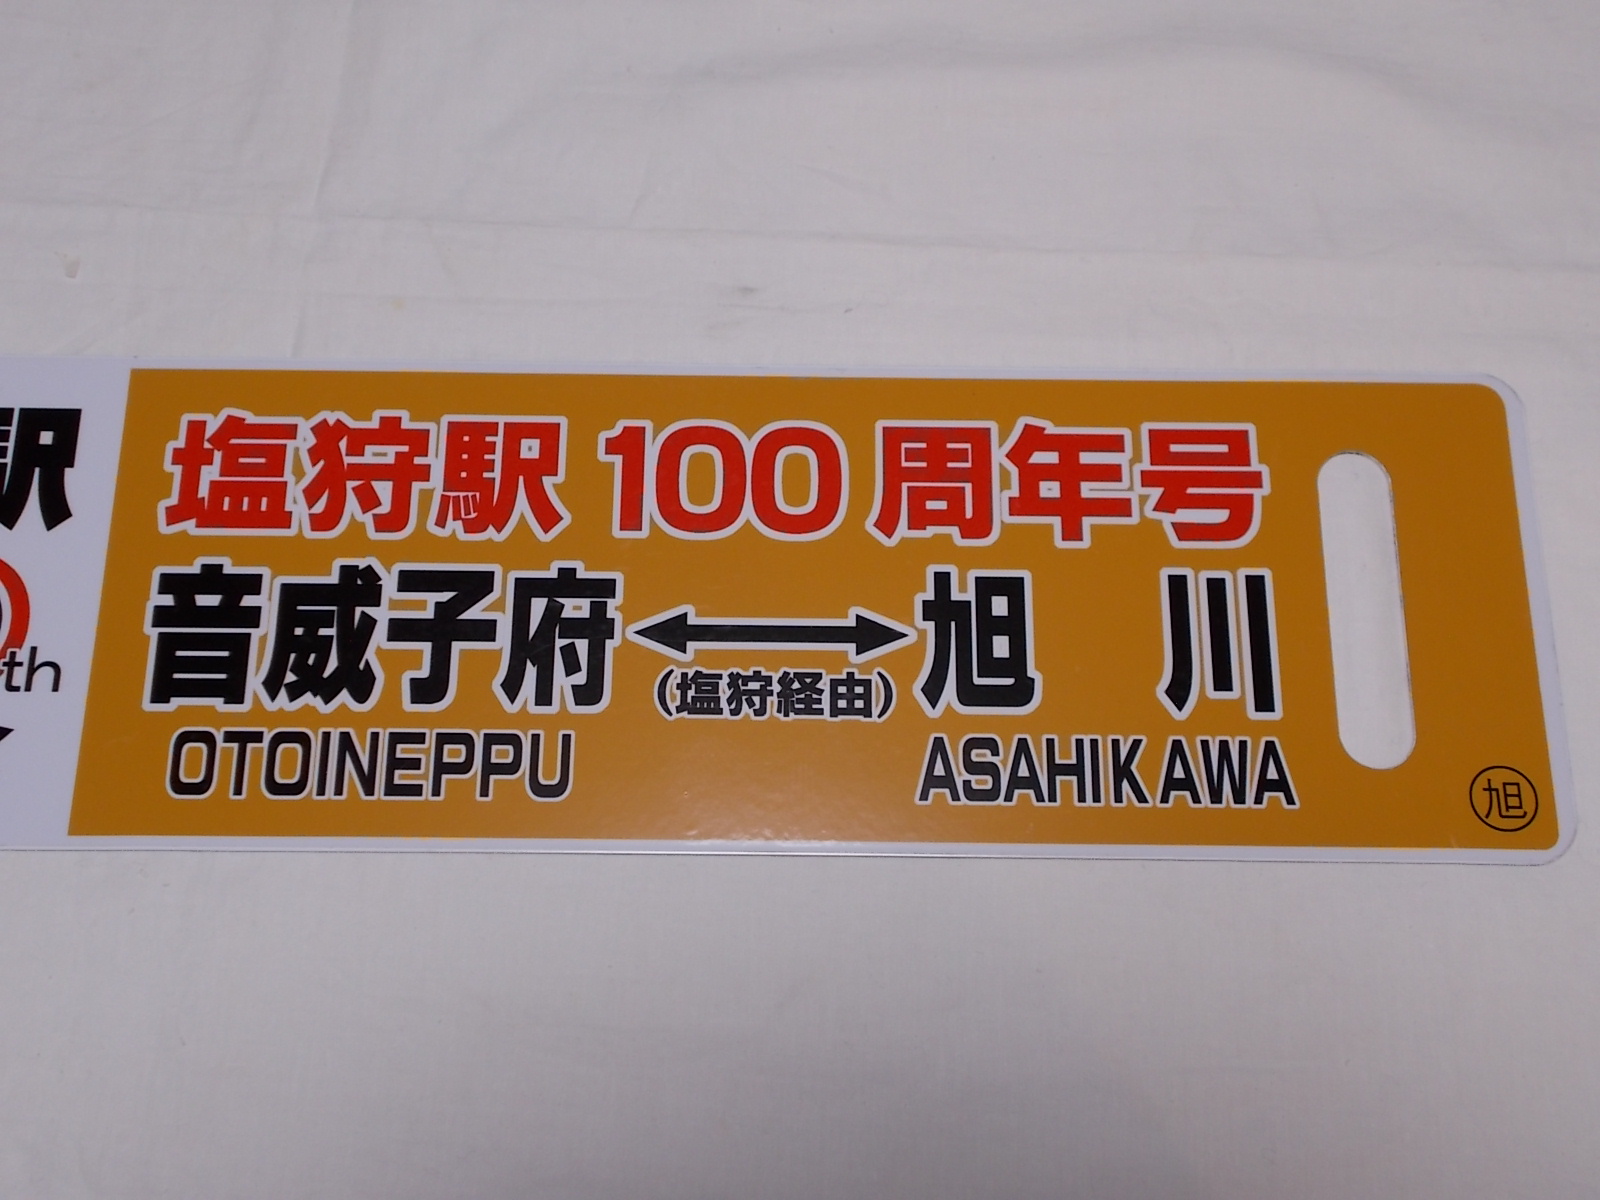 駅
th
塩狩駅 100 周年号
音威子府 ⟷ 旭 川
(塩狩経由)
OTOINEPPU ASAHIKAWA
旭